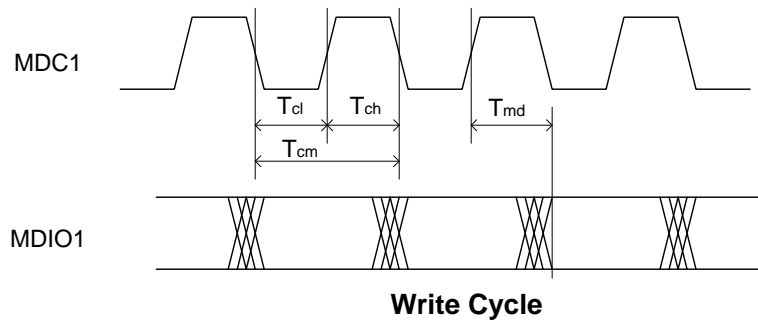 MDC1
Tcl
Tch
Tmd
Tcm
MDIO1
Write Cycle